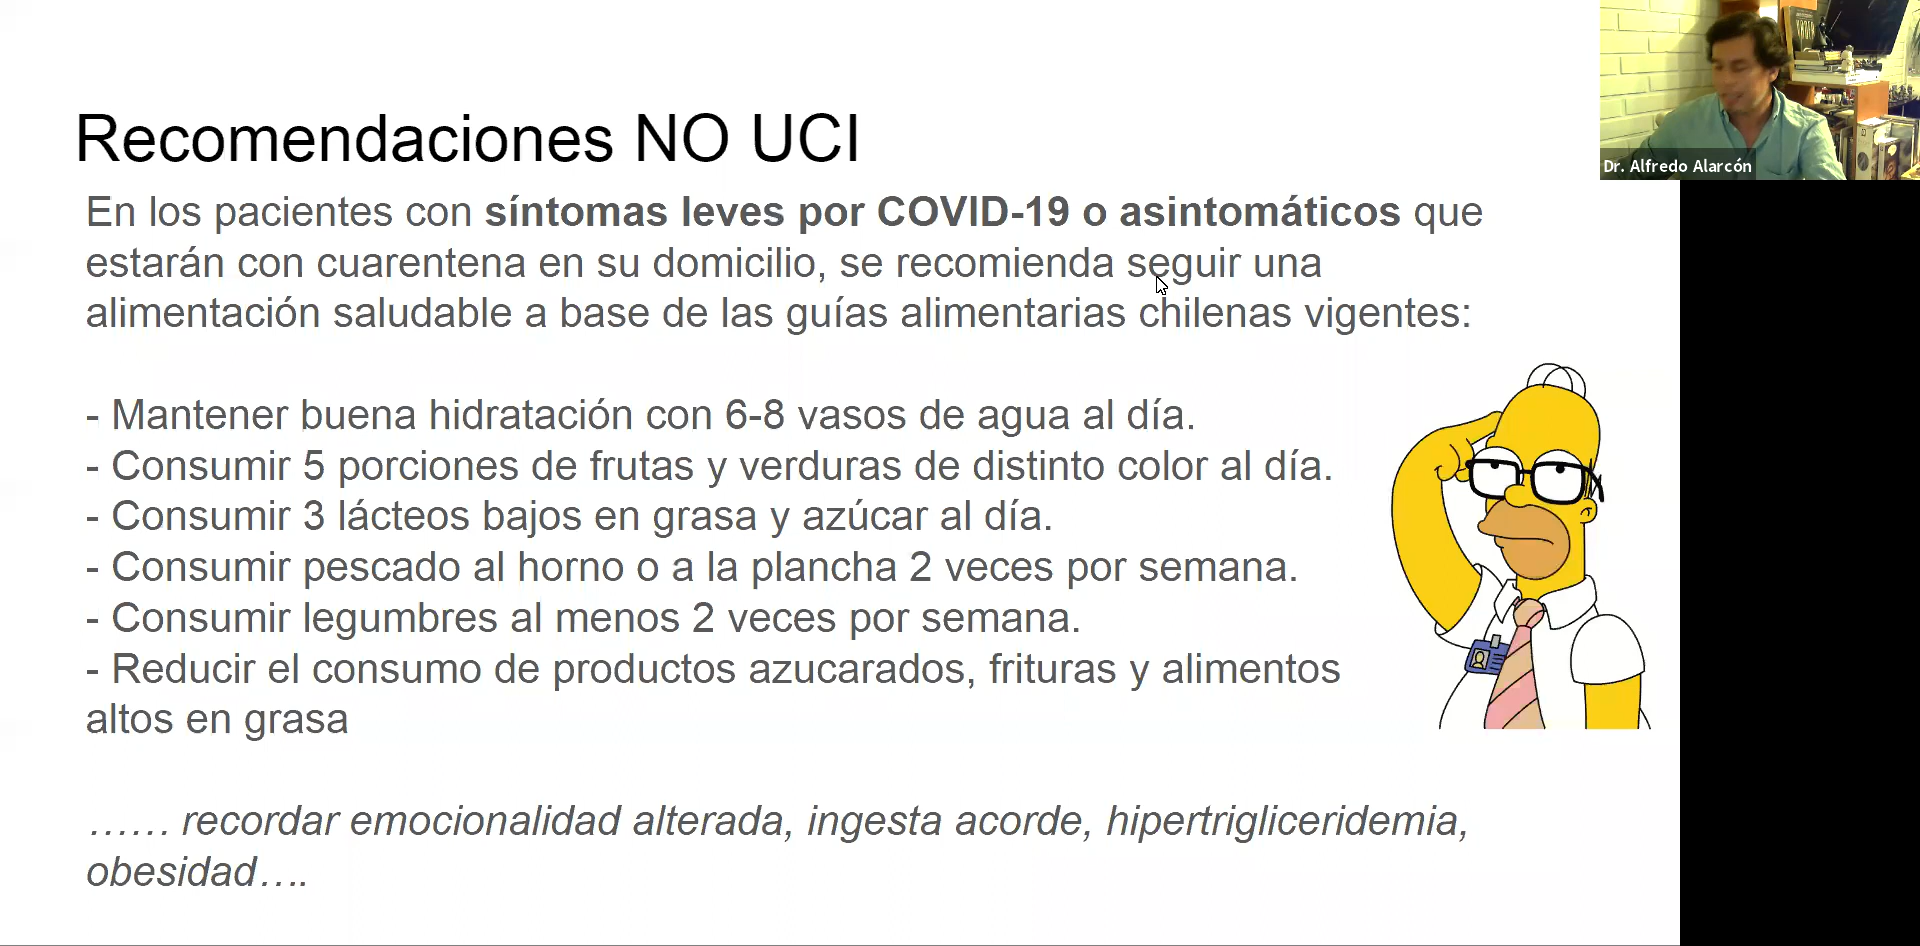 Recomendaciones NO UCI
En los pacientes con síntomas leves por COVID-19 o asintomáticos que
estarán con cuarentena en su domicilio, se recomienda seguir una
alimentación saludable a base de las guías alimentarias chilenas vigentes:
- Mantener buena hidratación con 6-8 vasos de agua al día.
- Consumir 5 porciones de frutas y verduras de distinto color al día.
- Consumir 3 lácteos bajos en grasa y azúcar al día.
- Consumir pescado al horno o a la plancha 2 veces por semana.
- Consumir legumbres al menos 2 veces por semana.
- Reducir el consumo de productos azucarados, frituras y alimentos
altos en grasa
…… recordar emocionalidad alterada, ingesta acorde, hipertrigliceridemia,
obesidad….
Dr. Alfredo Alarcón